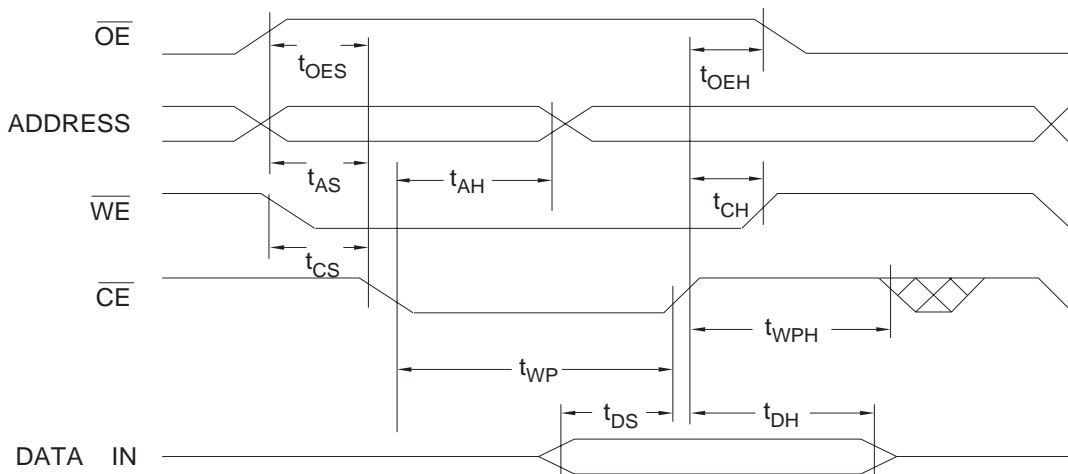 OE
tOES
tOEH
ADDRESS
tAS
tAH
tCH
WE
tCS
CE
tWPH
tWP
tDS
tDH
DATA IN